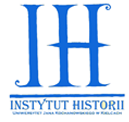 IH
INSTYTUT HISTORII
UNIWERSYTET JANA KOCHANOWSKIEGO W KIELCACH